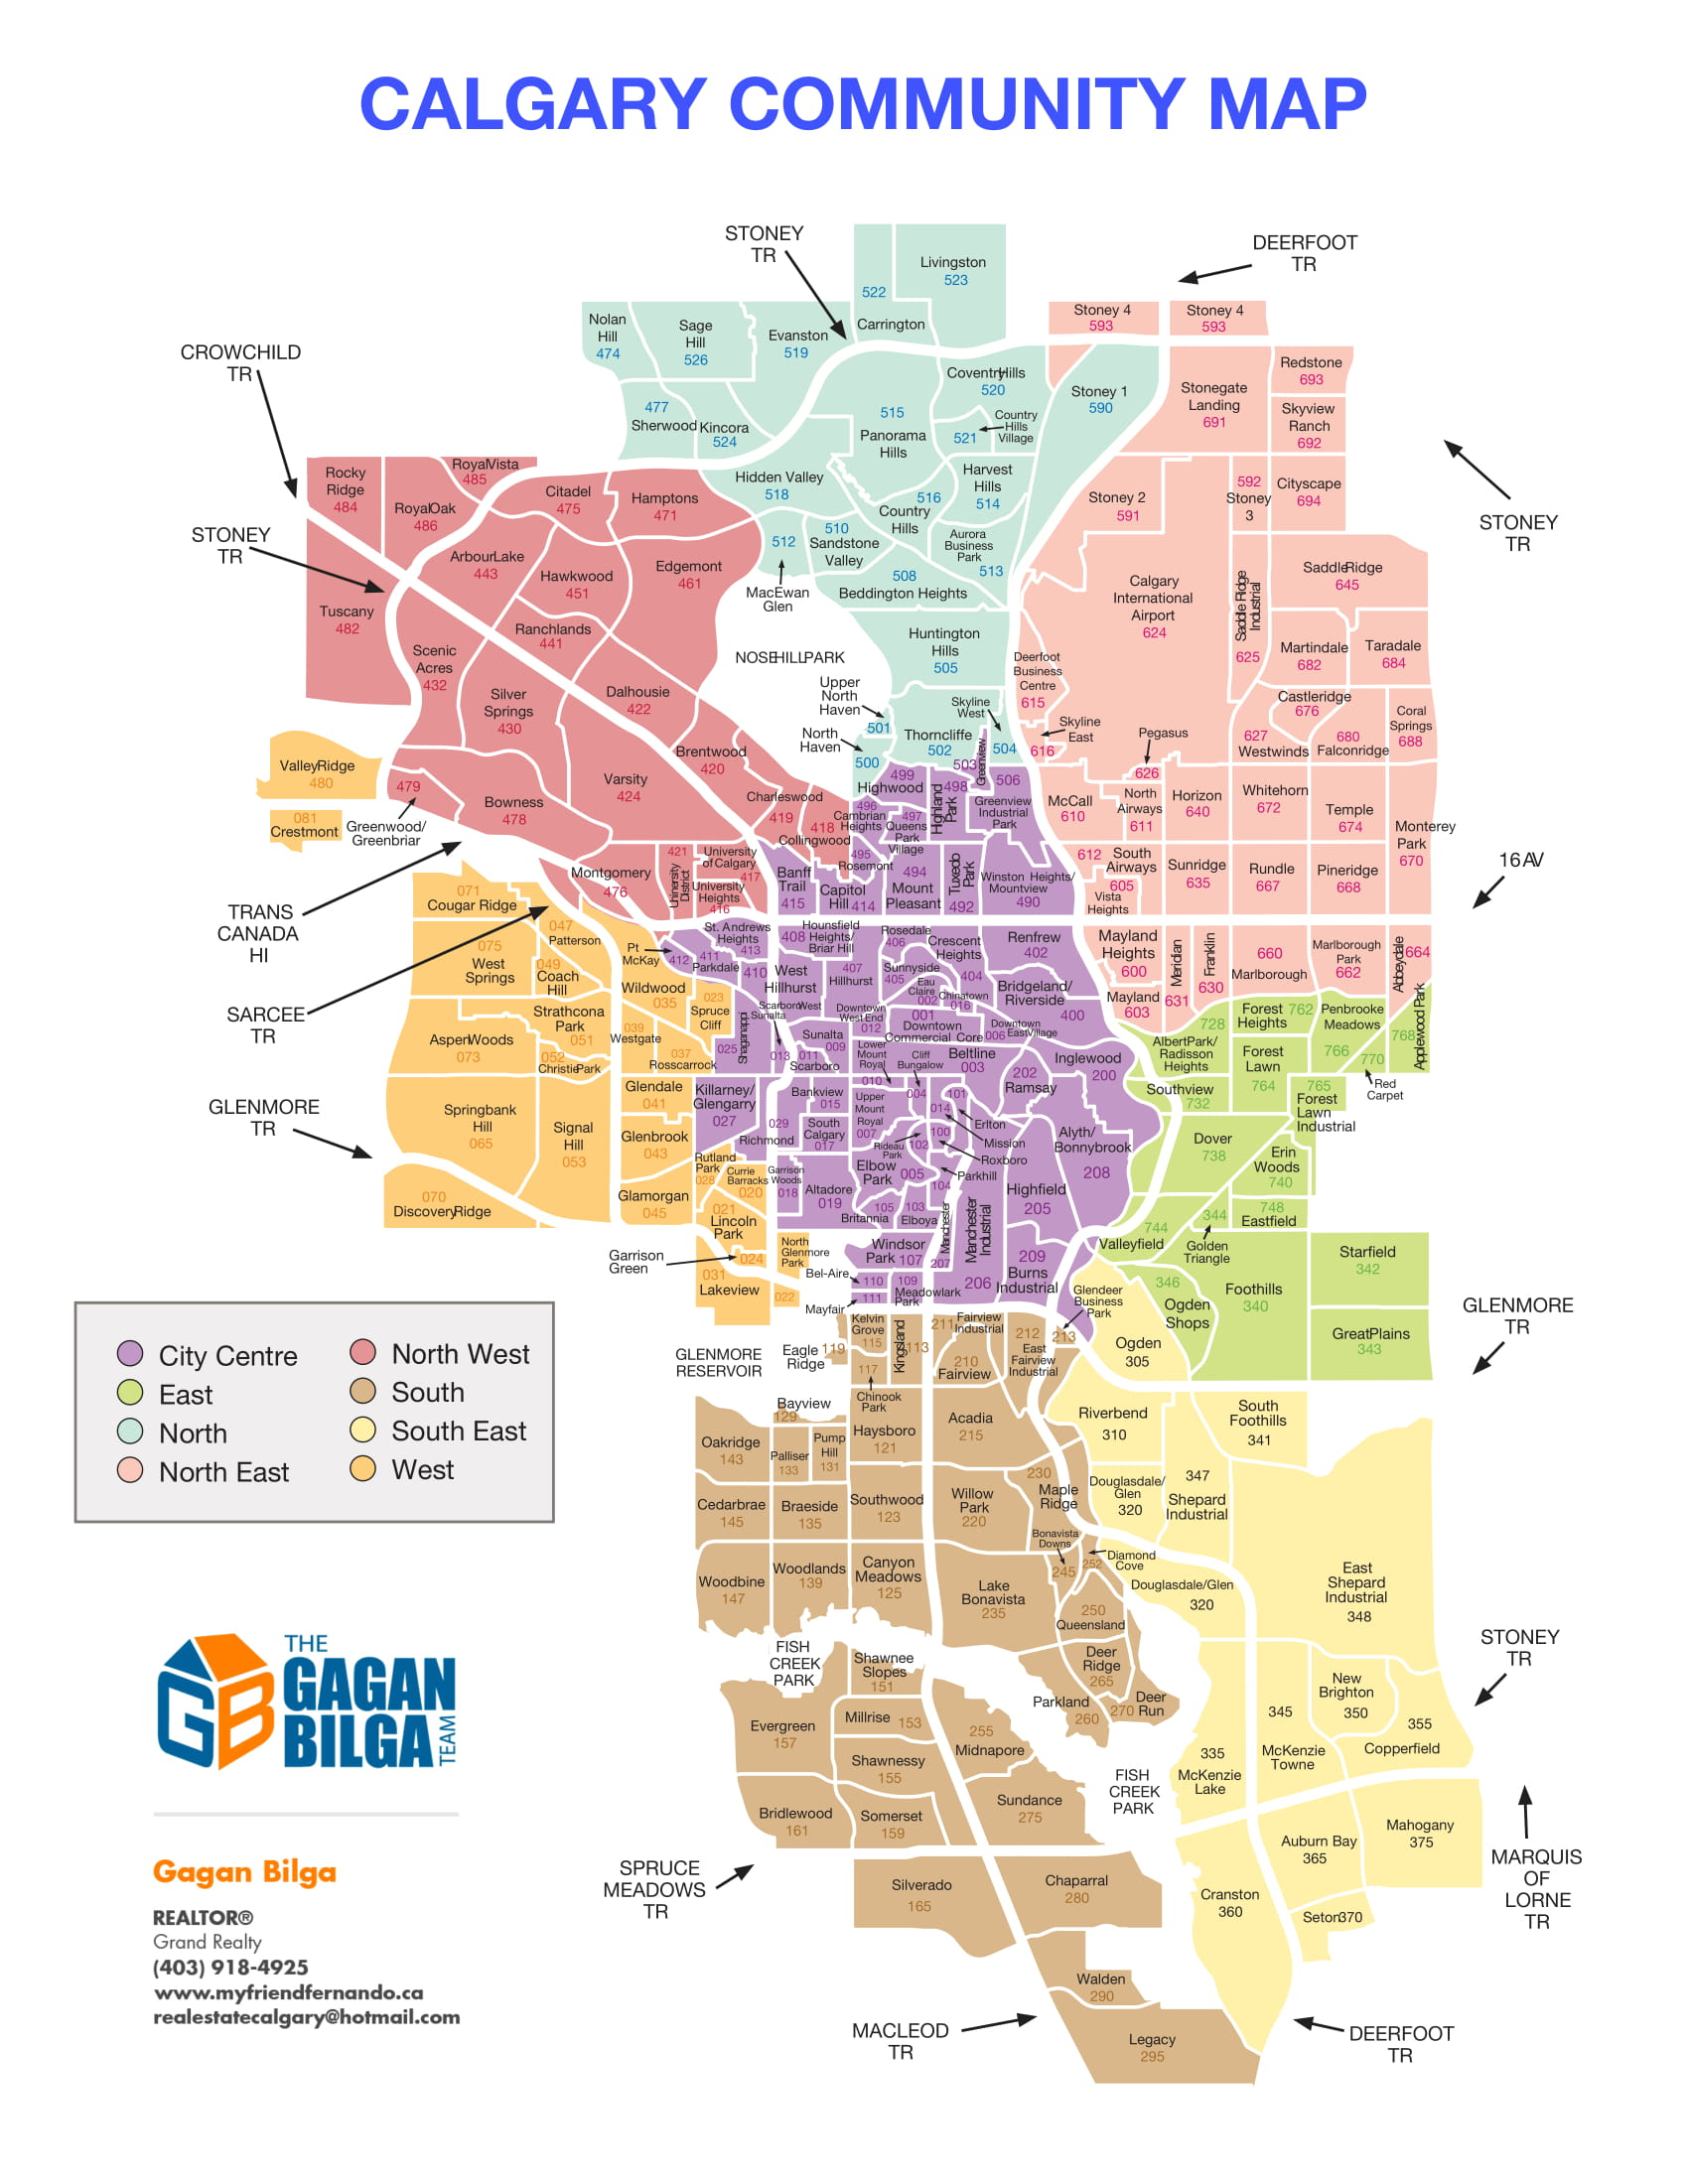 CALGARY COMMUNITY MAP
STONEY
TR
DEERFOOT
TR
CROWCHILD
TR
STONEY
TR
STONEY
TR
TRANS
CANADA
HI
SARCEE
TR
GLENMORE
TR
16 AV
GLENMORE
TR
STONEY
TR
MARQUIS
OF
LORNE
TR
DEERFOOT
TR
MACLEOD
TR
SPRUCE
MEADOWS
TR
Livingston
523
522
Carrington
Nolan
Hill
474
Sage
Hill
526
Evanston
519
477
Sherwood
Kincora
524
Coventry Hills
520
Country
Hills
Village
521
515
Panorama
Hills
Stoney 1
590
Harvest
Hills
514
Hidden Valley
518
516
Country
Hills
510
Sandstone
Valley
512
MacEwan
Glen
Aurora
Business
Park
513
508
Beddington Heights
Huntington
Hills
505
NOSE HILL PARK
Upper
North
Haven
501
North
Haven
500
Thorncliffe
502
Skyline
West
504
Stoney 4
593
Stoney 4
593
Redstone
693
Stonegate
Landing
691
Skyview
Ranch
692
Stoney 2
591
592
Stoney
3
Cityscape
694
Calgary
International
Airport
624
Saddle Ridge
Industrial
625
Saddle Ridge
645
Martindale
682
Taradale
684
Deerfoot
Business
Centre
615
Skyline
East
616
Pegasus
626
Castleridge
676
Coral
Springs
688
627
Westwinds
680
Falconridge
McCall
610
North
Airways
611
Horizon
640
Whitehorn
672
Temple
674
Monterey
Park
670
612
South
Airways
605
Vista
Heights
Sunridge
635
Rundle
667
Pineridge
668
Mayland
Heights
600
Meridian
631
Franklin
630
660
Marlborough
Marlborough
Park
662
Abbeydale
664
Mayland
603
Rocky
Ridge
484
Royal Vista
485
Royal Oak
486
Citadel
475
Hamptons
471
Arbour Lake
443
Hawkwood
451
Edgemont
461
Tuscany
482
Ranchlands
441
Scenic
Acres
432
Silver
Springs
430
Dalhousie
422
Brentwood
420
Varsity
424
Charleswood
419
418
Collingwood
479
Greenwood/
Greenbriar
Bowness
478
Montgomery
476
421
University
District
University
of Calgary
417
University
Heights
416
Valley Ridge
480
081
Crestmont
071
Cougar Ridge
047
Patterson
075
West
Springs
049
Coach
Hill
Wildwood
035
023
Spruce
Cliff
Strathcona
Park
051
039
Westgate
Aspen Woods
073
052
Christie Park
037
Rosscarrock
Springbank
Hill
065
Signal
Hill
053
Glendale
041
Glenbrook
043
Glamorgan
045
070
Discovery Ridge
Rutland
Park
028
Currie
Barracks
020
021
Lincoln
Park
Garrison
Green
024
North
Glenmore
Park
031
Lakeview
022
503
Greenview
499
Highwood
498
Highland
Park
506
Greenview
Industrial
Park
496
Cambrian
Heights
497
Queens
Park
Village
495
Rosemont
Banff
Trail
415
Capitol
Hill
414
494
Mount
Pleasant
Tuxedo
Park
492
Winston Heights/
Mountview
490
St. Andrews
Heights
413
408
Hounsfield
Heights/
Briar Hill
Rosedale
406
Crescent
Heights
404
Renfrew
402
Pt
McKay
412
411
Parkdale
410
West
Hillhurst
407
Hillhurst
Sunnyside
405
Eau
Claire
002
Chinatown
016
Bridgeland/
Riverside
400
Scarboro West
Sunalta
013
Shaganappi
025
Downtown
West End
012
001
Downtown
Commercial Core
Downtown
East Village
006
Sunalta
009
011
Scarboro
Lower
Mount
Royal
010
Cliff
Bungalow
004
Beltline
003
Inglewood
200
202
Ramsay
Killarney/
Glengarry
027
Bankview
015
Upper
Mount
Royal
007
101
Erlton
014
Mission
100
Roxboro
029
Richmond
South
Calgary
017
Rideau
Park
102
Parkhill
104
Alyth/
Bonnybrook
208
Garrison
Woods
018
Altadore
019
Elbow
Park
005
105
Britannia
103
Elboya
Manchester
207
Manchester
Industrial
206
Highfield
205
Windsor
Park
107
209
Burns
Industrial
Bel-Aire
110
Mayfair
111
109
Meadowlark
Park
728
Albert Park/
Radisson
Heights
Forest
Heights
762
Penbrooke
Meadows
766
768
Applewood Park
Forest
Lawn
764
770
Red
Carpet
765
Forest
Lawn
Industrial
Southview
732
Dover
738
Erin
Woods
740
744
Valleyfield
344
Golden
Triangle
748
Eastfield
346
Ogden
Shops
Foothills
340
Starfield
342
Great Plains
343
Glendeer
Business
Park
213
Ogden
305
Riverbend
310
South
Foothills
341
Douglasdale/
Glen
320
347
Shepard
Industrial
Douglasdale/Glen
320
East
Shepard
Industrial
348
New
Brighton
350
345
McKenzie
Towne
355
Copperfield
335
McKenzie
Lake
Auburn Bay
365
Mahogany
375
Cranston
360
Seton 370
Kelvin
Grove
115
Kingsland
113
211
Fairview
Industrial
212
East
Fairview
Industrial
210
Fairview
Eagle
Ridge
119
117
Chinook
Park
GLENMORE
RESERVOIR
Bayview
129
Oakridge
143
Palliser
133
Pump
Hill
131
Haysboro
121
Acadia
215
Cedarbrae
145
Braeside
135
Southwood
123
Willow
Park
220
230
Maple
Ridge
Bonavista
Downs
245
Diamond
Cove
252
Woodbine
147
Woodlands
139
Canyon
Meadows
125
Lake
Bonavista
235
250
Queensland
Deer
Ridge
265
Parkland
260
270
Deer
Run
FISH
CREEK
PARK
Shawnee
Slopes
151
Evergreen
157
Millrise
153
255
Midnapore
Shawnessy
155
FISH
CREEK
PARK
Sundance
275
Bridlewood
161
Somerset
159
Silverado
165
Chaparral
280
Walden
290
Legacy
295
City Centre
East
North
North East
North West
South
South East
West
GB
THE
GAGAN
BILGA
TEAM
Gagan Bilga
REALTOR®
Grand Realty
(403) 918-4925
www.myfriendfernando.ca
realestatecalgary@hotmail.com